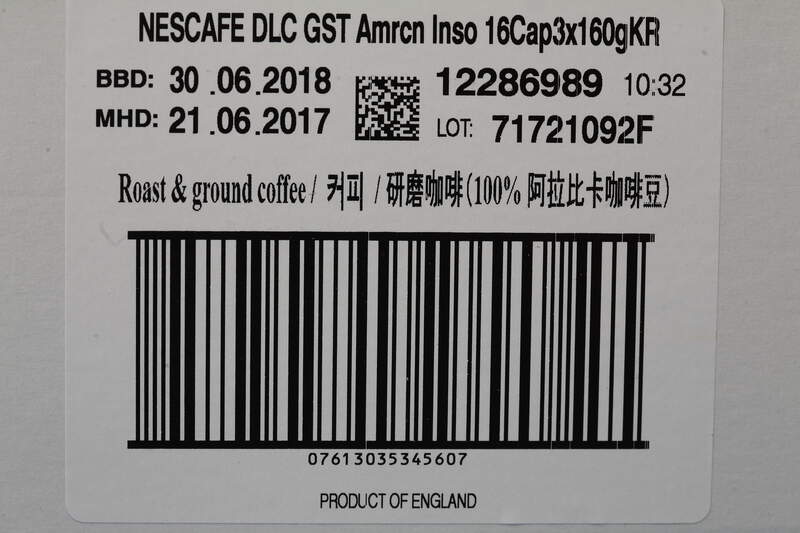 NESCAFE DLC GST Amrcn Inso 16Cap3x160gKR
BBD: 30 .06.2018 12286989 10:32
MHD: 21.06.2017 LOT: 71721092F
Roast & ground coffee / 커피 / 研磨咖啡(100% 阿拉比卡咖啡豆)
07613035345607
PRODUCT OF ENGLAND